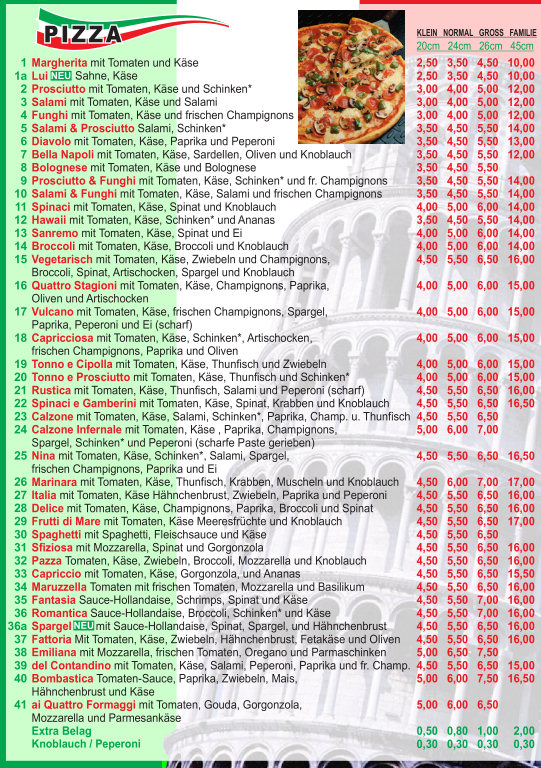 PIZZA
KLEIN NORMAL GROSS FAMILIE
20cm 24cm 26cm 45cm
1 Margherita mit Tomaten und Käse 2,50 3,50 4,50 10,00
1a Lui NEU Sahne, Käse 2,50 3,50 4,50 10,00
2 Prosciutto mit Tomaten, Käse und Schinken* 3,00 4,00 5,00 12,00
3 Salami mit Tomaten, Käse und Salami 3,00 4,00 5,00 12,00
4 Funghi mit Tomaten, Käse und frischen Champignons 3,00 4,00 5,00 12,00
5 Salami & Prosciutto Salami, Schinken* 3,50 4,50 5,50 14,00
6 Diavolo mit Tomaten, Käse, Paprika und Peperoni 3,50 4,50 5,50 13,00
7 Bella Napoli mit Tomaten, Käse, Sardellen, Oliven und Knoblauch 3,50 4,50 5,50 12,00
8 Bolognese mit Tomaten, Käse und Bolognese 3,50 4,50 5,50
9 Prosciutto & Funghi mit Tomaten, Käse, Schinken* und fr. Champignons 3,50 4,50 5,50 14,00
10 Salami & Funghi mit Tomaten, Käse, Salami und frischen Champignons 3,50 4,50 5,50 14,00
11 Spinaci mit Tomaten, Käse, Spinat und Knoblauch 4,00 5,00 6,00 14,00
12 Hawaii mit Tomaten, Käse, Schinken* und Ananas 3,50 4,50 5,50 14,00
13 Sanremo mit Tomaten, Käse, Spinat und Ei 4,00 5,00 6,00 14,00
14 Broccoli mit Tomaten, Käse, Broccoli und Knoblauch 4,00 5,00 6,00 14,00
15 Vegetarisch mit Tomaten, Käse, Zwiebeln und Champignons, 4,50 5,50 6,50 16,00
Broccoli, Spinat, Artischocken, Spargel und Knoblauch
16 Quattro Stagioni mit Tomaten, Käse, Champignons, Paprika, 4,00 5,00 6,00 15,00
Oliven und Artischocken
17 Vulcano mit Tomaten, Käse, frischen Champignons, Spargel, 4,00 5,00 6,00 15,00
Paprika, Peperoni und Ei (scharf)
18 Capricciosa mit Tomaten, Käse, Schinken*, Artischocken, 4,00 5,00 6,00 15,00
frischen Champignons, Paprika und Oliven
19 Tonno e Cipolla mit Tomaten, Käse, Thunfisch und Zwiebeln 4,00 5,00 6,00 15,00
20 Tonno e Prosciutto mit Tomaten, Käse, Thunfisch und Schinken* 4,00 5,00 6,00 15,00
21 Rustica mit Tomaten, Käse, Thunfisch, Salami und Peperoni (scharf) 4,50 5,50 6,50 16,00
22 Spinaci e Gamberini mit Tomaten, Käse, Spinat, Krabben und Knoblauch 4,50 5,50 6,50 16,50
23 Calzone mit Tomaten, Käse, Salami, Schinken*, Paprika, Champ. u. Thunfisch 4,50 5,50 6,50
24 Calzone Infernale mit Tomaten, Käse , Paprika, Champignons, 5,00 6,00 7,00
Spargel, Schinken* und Peperoni (scharfe Paste gerieben)
25 Nina mit Tomaten, Käse, Schinken*, Salami, Spargel, 4,50 5,50 6,50 16,50
frischen Champignons, Paprika und Ei
26 Marinara mit Tomaten, Käse, Thunfisch, Krabben, Muscheln und Knoblauch 4,50 6,00 7,00 17,00
27 Italia mit Tomaten, Käse Hähnchenbrust, Zwiebeln, Paprika und Peperoni 4,50 5,50 6,50 16,00
28 Delice mit Tomaten, Käse, Champignons, Paprika, Broccoli und Spinat 4,50 5,50 6,50 16,00
29 Frutti di Mare mit Tomaten, Käse Meeresfrüchte und Knoblauch 4,50 5,50 6,50 17,00
30 Spaghetti mit Spaghetti, Fleischsauce und Käse 4,50 5,50 6,50
31 Sfiziosa mit Mozzarella, Spinat und Gorgonzola 4,50 5,50 6,50 16,00
32 Pazza Tomaten, Käse, Zwiebeln, Broccoli, Mozzarella und Knoblauch 4,50 5,50 6,50 16,00
33 Capriccio mit Tomaten, Käse, Gorgonzola, und Ananas 4,50 5,50 6,50 15,50
34 Maruzzella Tomaten mit frischen Tomaten, Mozzarella und Basilikum 4,50 5,50 6,50 16,00
35 Fantasia Sauce-Hollandaise, Schrimps, Spinat und Käse 4,50 5,50 7,00 16,00
36 Romantica Sauce-Hollandaise, Broccoli, Schinken* und Käse 4,50 5,50 7,00 16,00
36a Spargel NEU mit Sauce-Hollandaise, Spinat, Spargel, und Hähnchenbrust 4,50 5,50 6,50 16,00
37 Fattoria Mit Tomaten, Käse, Zwiebeln, Hähnchenbrust, Fetakäse und Oliven 4,50 5,50 6,50 16,00
38 Emiliana mit Mozzarella, frischen Tomaten, Oregano und Parmaschinken 5,00 6,50 7,50
39 del Contandino mit Tomaten, Käse, Salami, Peperoni, Paprika und fr. Champ. 4,50 5,50 6,50 15,00
40 Bombastica Tomaten-Sauce, Paprika, Zwiebeln, Mais, 5,00 6,00 7,50 16,50
Hähnchenbrust und Käse
41 ai Quattro Formaggi mit Tomaten, Gouda, Gorgonzola, 5,00 6,00 6,50
Mozzarella und Parmesankäse
Extra Belag 0,50 0,80 1,00 2,00
Knoblauch / Peperoni 0,30 0,30 0,30 0,30